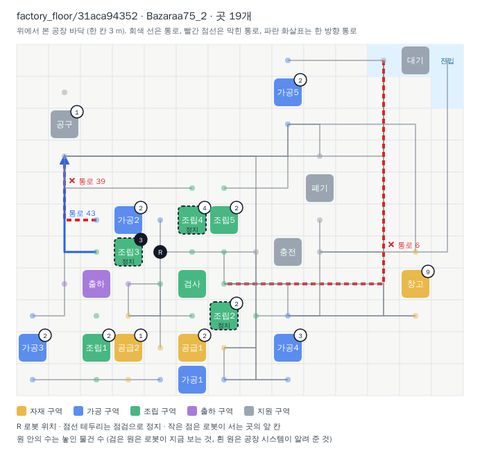 factory_floor/31aca94352 · Bazaraa75_2 · 곳 19개
위에서 본 공장 바닥 (한 칸 3 m). 회색 선은 통로, 빨간 점선은 막힌 통로, 파란 화살표는 한 방향 통로
대기
가공5
2
공구
1
폐기
✕ 통로 39
통로 43
가공2
2
조립4
정지
4
조립5
2
조립3
정지
3
R
충전
✕ 통로 6
출하
검사
창고
9
조립2
정지
2
가공3
2
조립1
2
공급2
1
공급1
2
가공4
2
가공1
자재 구역
가공 구역
조립 구역
출하 구역
지원 구역
R 로봇 위치 · 점선 테두리는 점검으로 정지 · 작은 점은 로봇이 서는 곳의 앞 칸
원 안의 수는 놓인 물건 수 (검은 원은 로봇이 지금 보는 것, 흰 원은 공장 시스템이 알려 준 것)